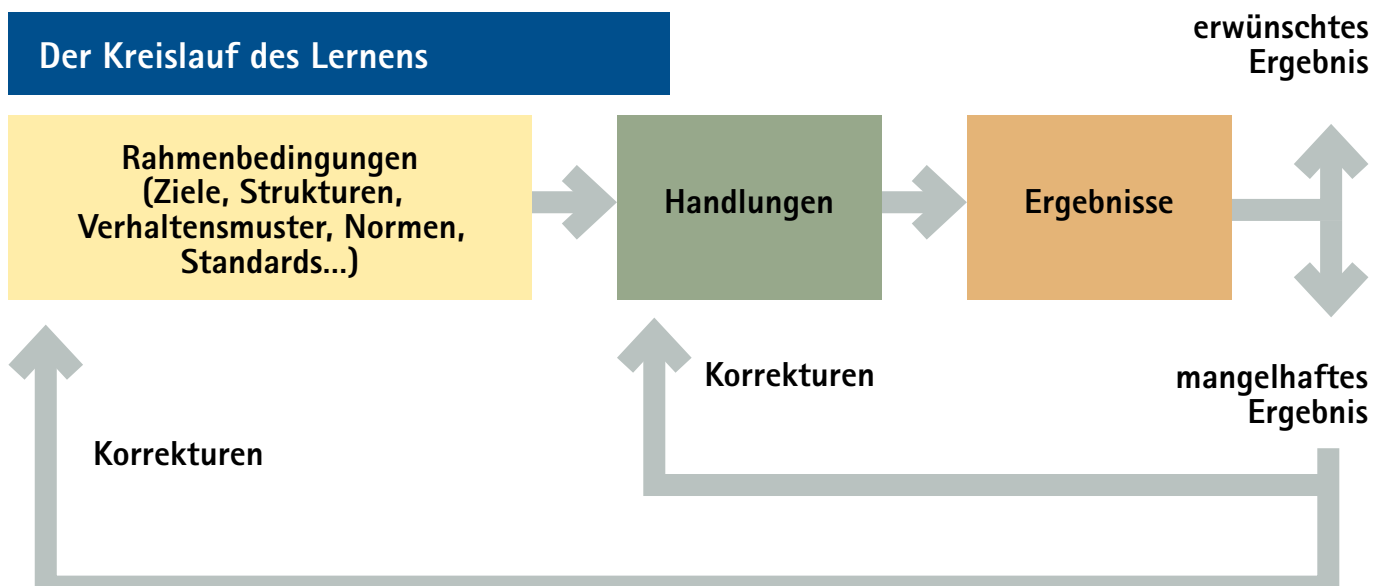 Der Kreislauf des Lernens
erwünschtes
Ergebnis
Rahmenbedingungen
(Ziele, Strukturen,
Verhaltensmuster, Normen,
Standards...)
Handlungen
Ergebnisse
Korrekturen
mangelhaftes
Ergebnis
Korrekturen